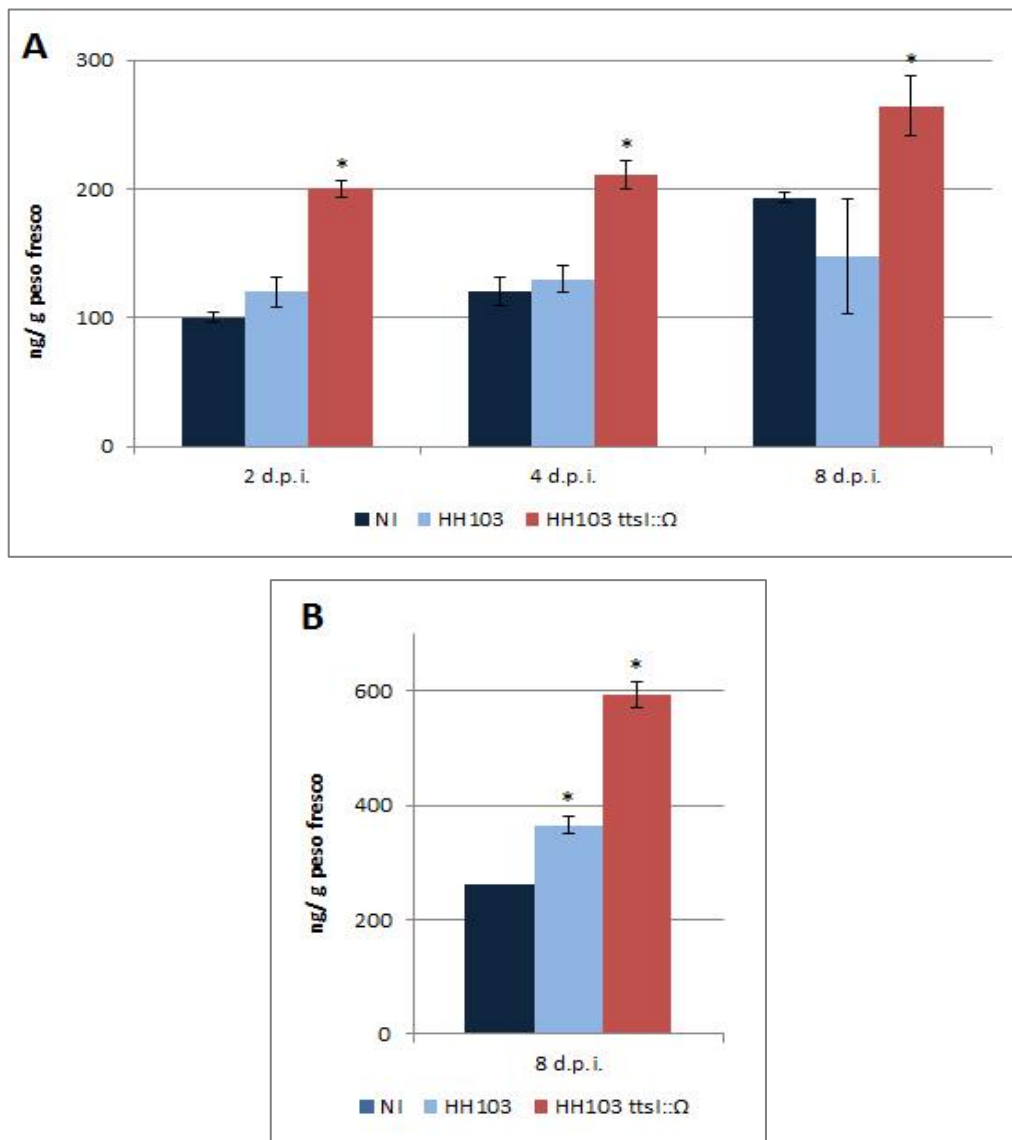 A
300
200
100
0
ng/ g peso fresco
*
*
*
2 d.p.i.
4 d.p.i.
8 d.p.i.
NI
HH103
HH103 ttsI::Ω
B
600
400
200
0
ng/ g peso fresco
*
*
8 d.p.i.
NI
HH103
HH103 ttsI::Ω